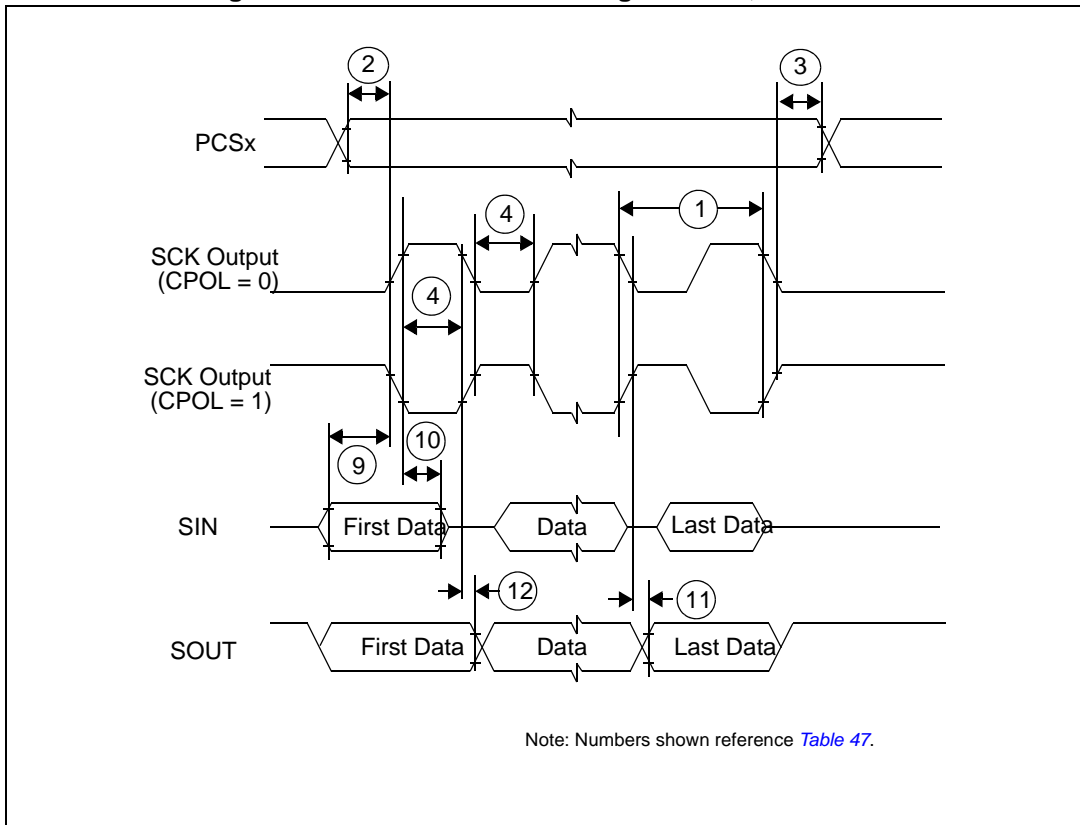 2
3
PCSx
4
1
SCK Output
(CPOL = 0)
4
SCK Output
(CPOL = 1)
9
10
SIN
First Data
Data
Last Data
12
11
SOUT
First Data
Data
Last Data
Note: Numbers shown reference Table 47.